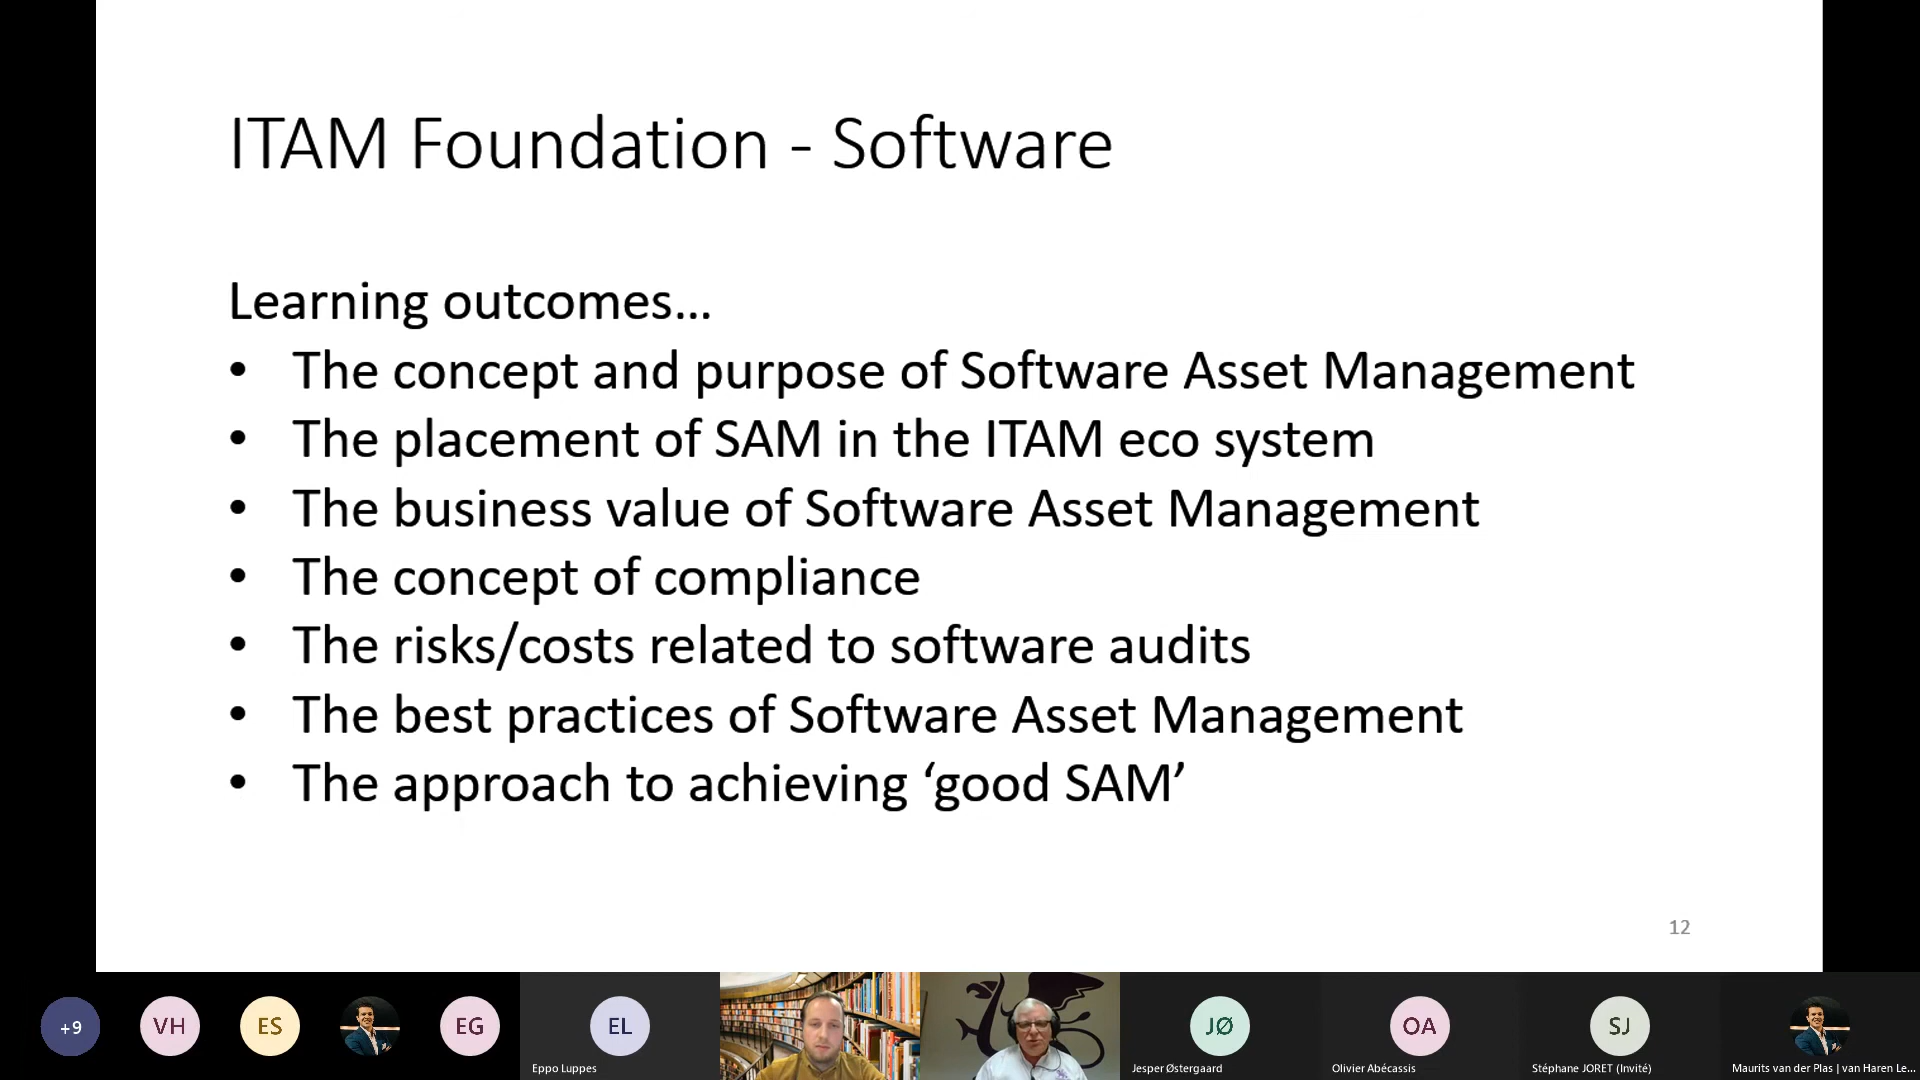 ITAM Foundation - Software
Learning outcomes...
• The concept and purpose of Software Asset Management
• The placement of SAM in the ITAM eco system
• The business value of Software Asset Management
• The concept of compliance
• The risks/costs related to software audits
• The best practices of Software Asset Management
• The approach to achieving ‘good SAM’
12
+9
VH
ES
EG
EL
JØ
OA
SJ
Eppo Luppes
Jesper Østergaard
Olivier Abécassis
Stéphane JORET (Invité)
Maurits van der Plas | van Haren Le...